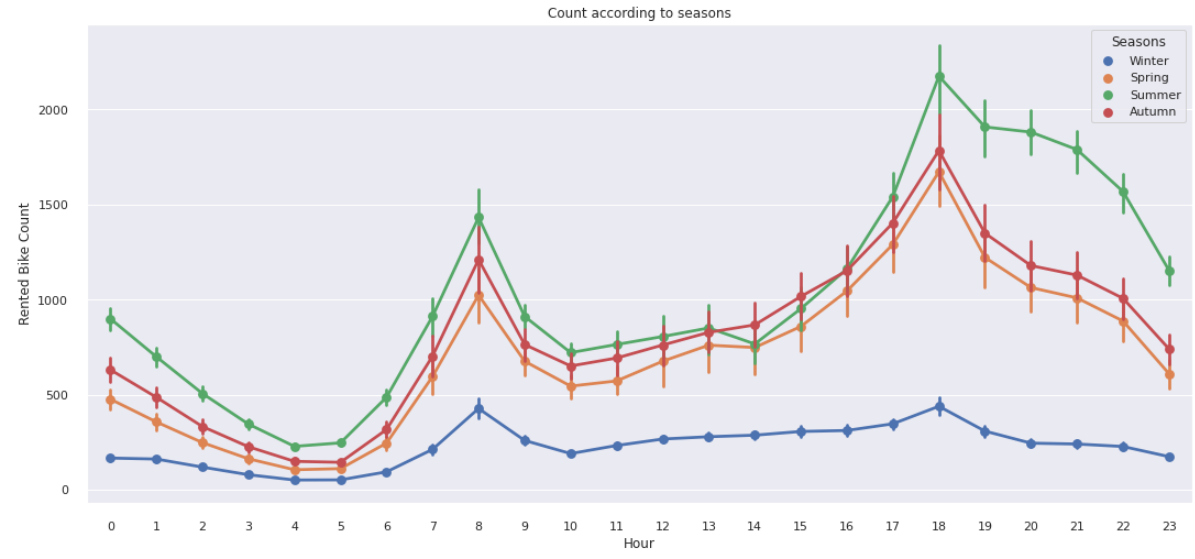 Count according to seasons
Seasons
Winter
Spring
Summer
Autumn
Rented Bike Count
2000
1500
1000
500
0
0 1 2 3 4 5 6 7 8 9 10 11 12 13 14 15 16 17 18 19 20 21 22 23
Hour